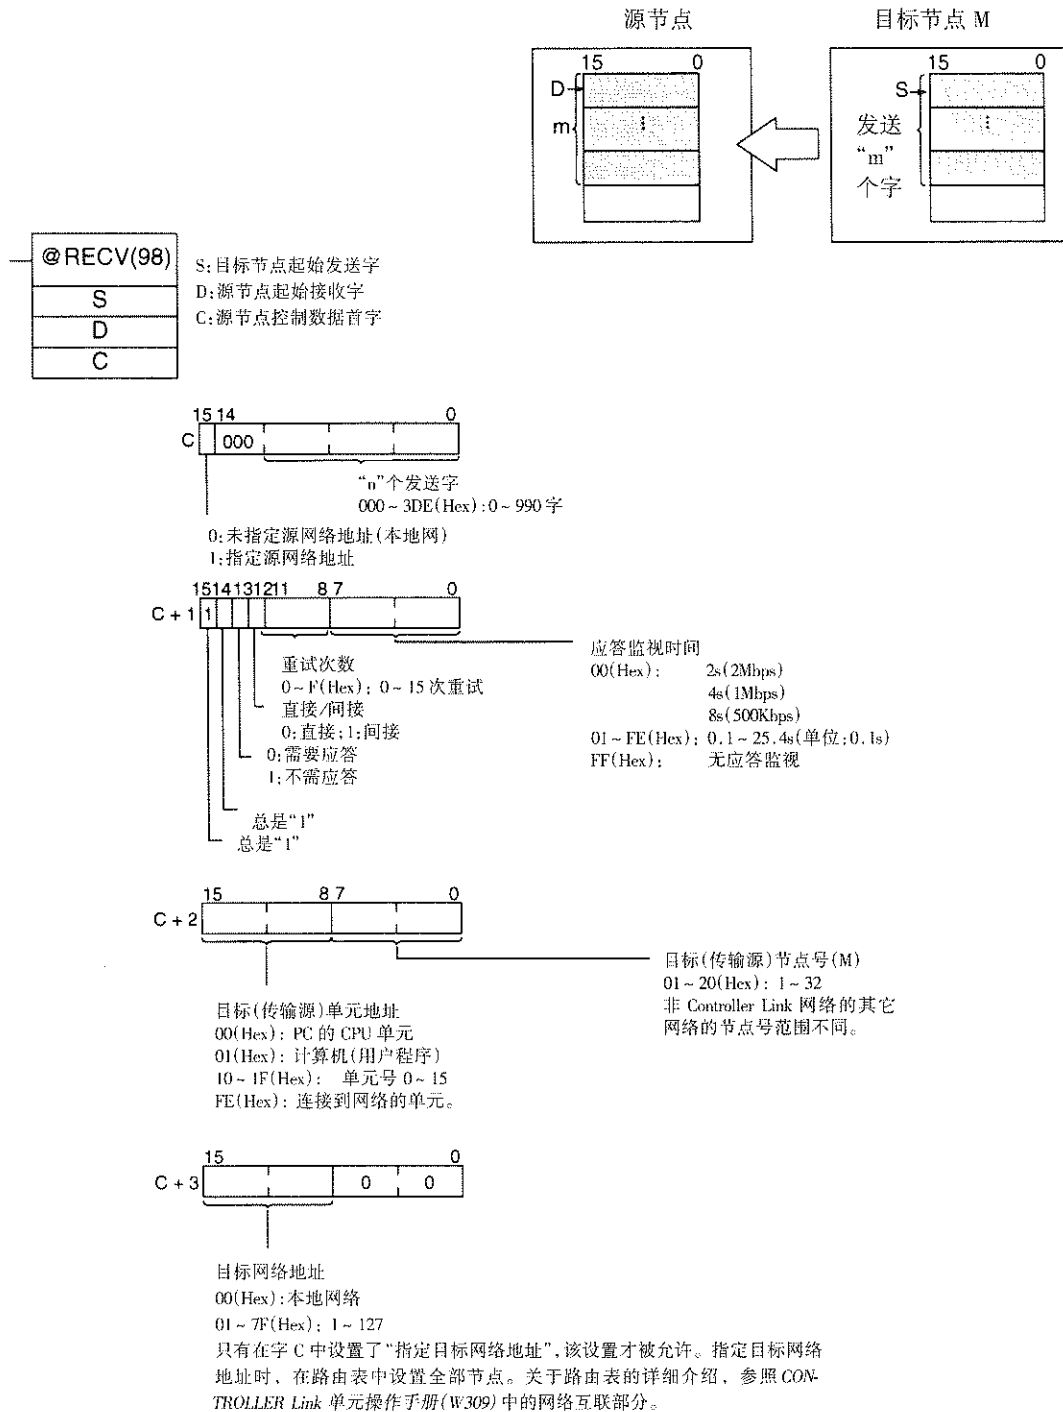 源节点
目标节点 M
15 0
15 0
D
S
m
⋮
⋮
发送
“m”
个字
@RECV(98)
S
D
C
S:目标节点起始发送字
D:源节点起始接收字
C:源节点控制数据首字
15 14 0
C 000
“n”个发送字
000~3DE(Hex):0~990 字
0:未指定源网络地址(本地网)
1:指定源网络地址
15 14 13 12 11 8 7 0
C+1 1
重试次数
0~F(Hex); 0~15 次重试
直接/间接
0:直接;1:间接
0:需要应答
1:不需应答
总是“1”
总是“1”
应答监视时间
00(Hex): 2s(2Mbps)
4s(1Mbps)
8s(500Kbps)
01~FE(Hex); 0.1~25.4s(单位;0.1s)
FF(Hex); 无应答监视
15 8 7 0
C+2
目标(传输源)单元地址
00(Hex): PC 的 CPU 单元
01(Hex): 计算机(用户程序)
10~1F(Hex): 单元号 0~15
FE(Hex): 连接到网络的单元。
目标(传输源)节点号(M)
01~20(Hex): 1~32
非 Controller Link 网络的其它
网络的节点号范围不同。
15 0
C+3 0 0
目标网络地址
00(Hex):本地网络
01~7F(Hex); 1~127
只有在字 C 中设置了“指定目标网络地址”,该设置才被允许。指定目标网络
地址时、在路由表中设置全部节点。关于路由表的详细介绍，参照 CON-
TROLLER Link 单元操作手册(W309)中的网络互联部分。